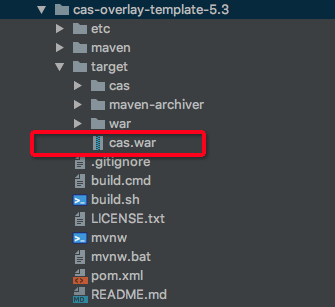 cas-overlay-template-5.3
etc
maven
target
cas
maven-archiver
war
cas.war
.gitignore
build.cmd
build.sh
LICENSE.txt
mvnw
mvnw.bat
pom.xml
README.md